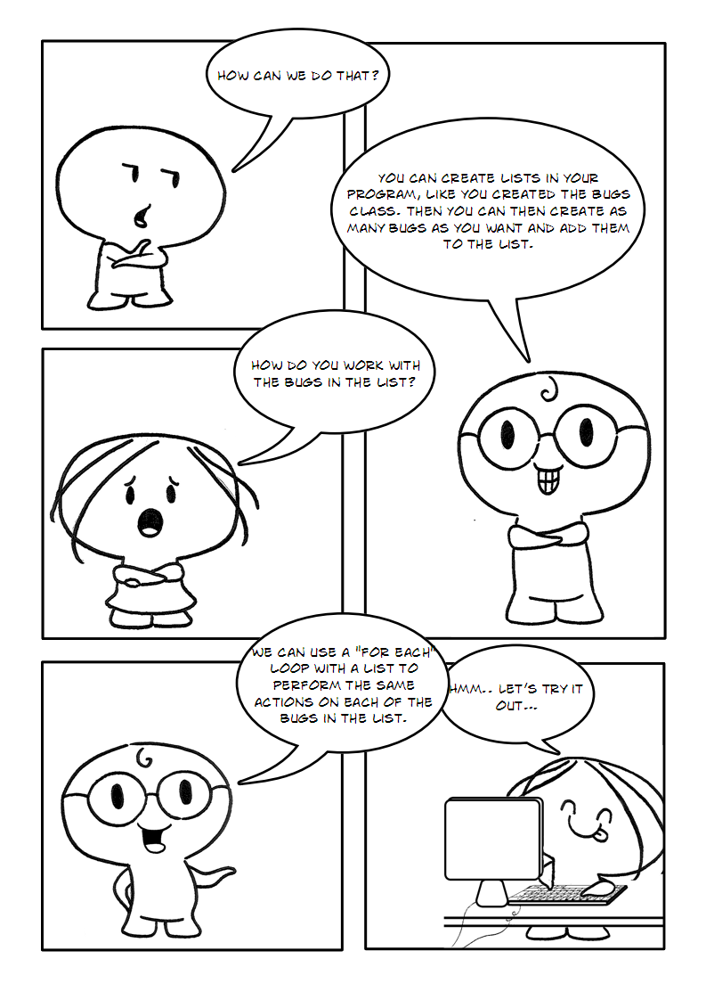 HOW CAN WE DO THAT?
YOU CAN CREATE LISTS IN YOUR
PROGRAM, LIKE YOU CREATED THE BUGS
CLASS. THEN YOU CAN THEN CREATE AS
MANY BUGS AS YOU WANT AND ADD THEM
TO THE LIST.
HOW DO YOU WORK WITH
THE BUGS IN THE LIST?
WE CAN USE A "FOR EACH"
LOOP WITH A LIST TO
PERFORM THE SAME
ACTIONS ON EACH OF THE
BUGS IN THE LIST.
HMM.. LET'S TRY IT
OUT...